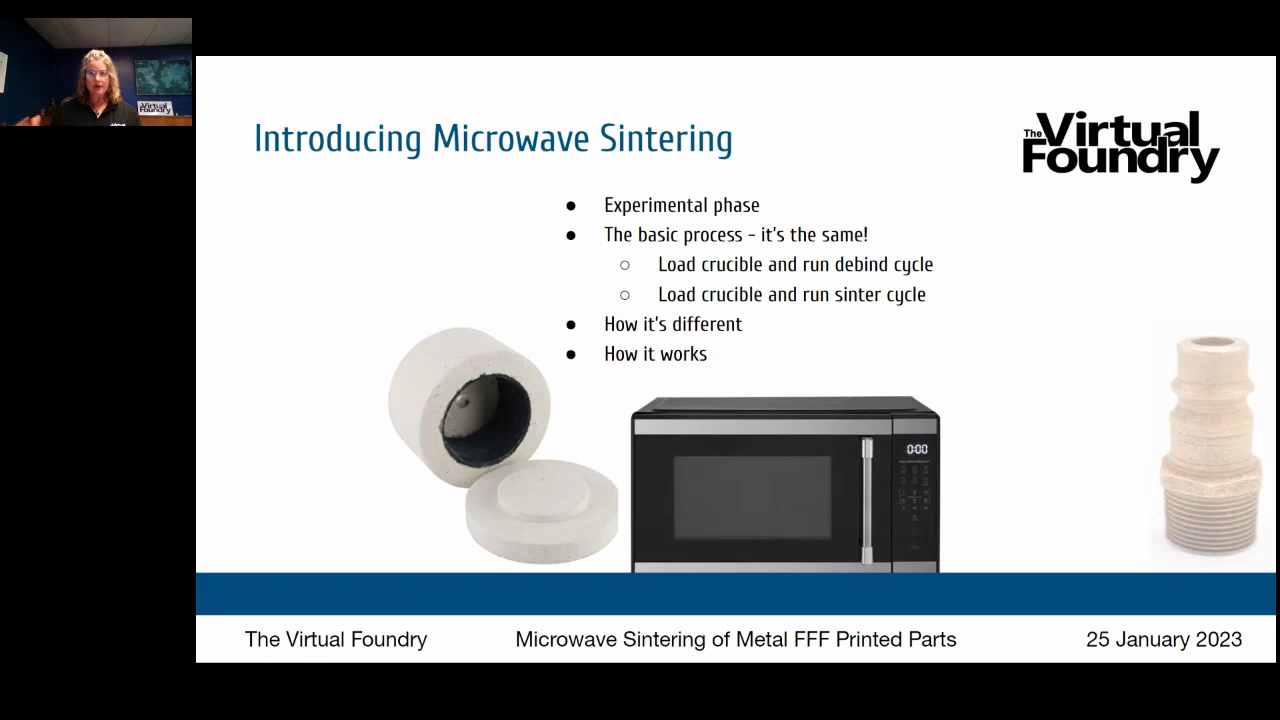 Virtual
Foundry
Introducing Microwave Sintering
The Virtual
Foundry
● Experimental phase
● The basic process - it's the same!
○ Load crucible and run debind cycle
○ Load crucible and run sinter cycle
● How it's different
● How it works
0:00
The Virtual Foundry
Microwave Sintering of Metal FFF Printed Parts
25 January 2023